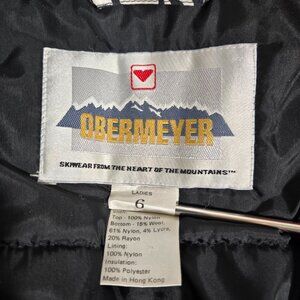 OBERMEYER
SKIWEAR FROM THE HEART OF THE MOUNTAINS™
LADIES
6
Top - 100% Nylon
Bottom - 15% Wool,
61% Nylon, 4% Lycra,
20% Rayon
Lining:
100% Nylon
Insulation:
100% Polyester
Made in Hong Kong